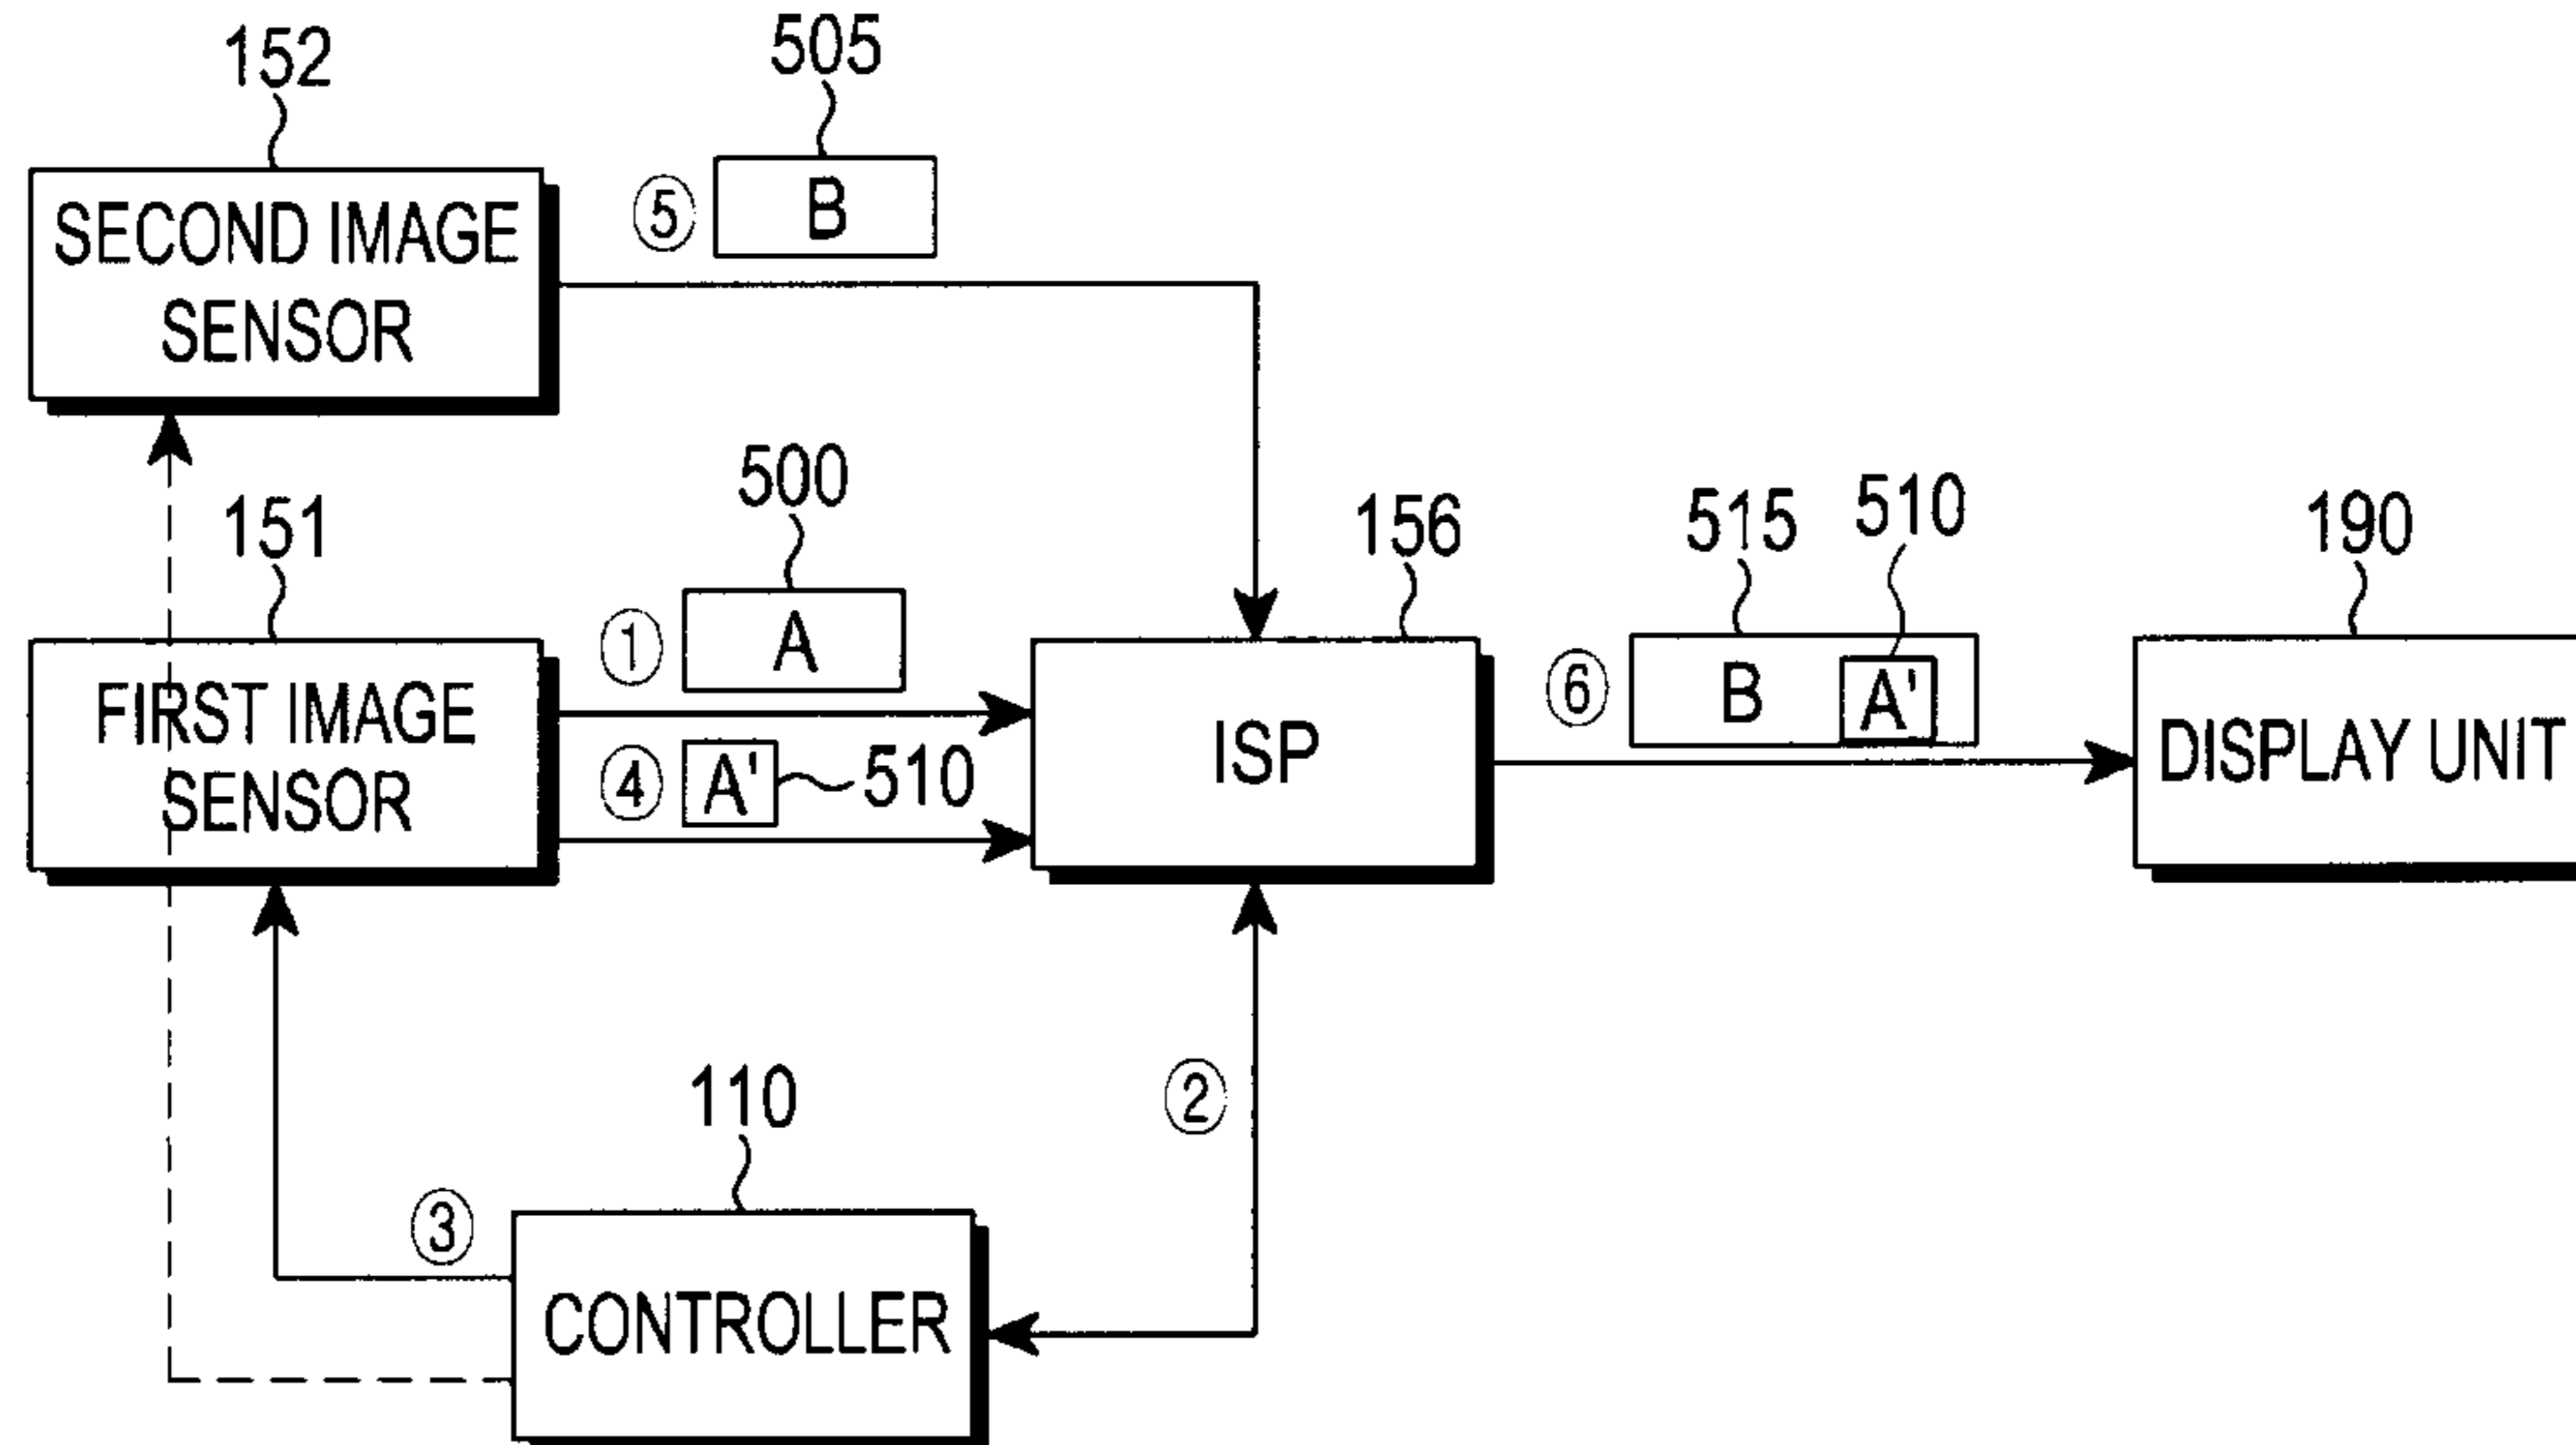 152
505
SECOND IMAGE
SENSOR
⑤ B
151
500
156
515
510
190
FIRST IMAGE
SENSOR
① A
④ A' 510
ISP
⑥ B A'
DISPLAY UNIT
②
110
③
CONTROLLER